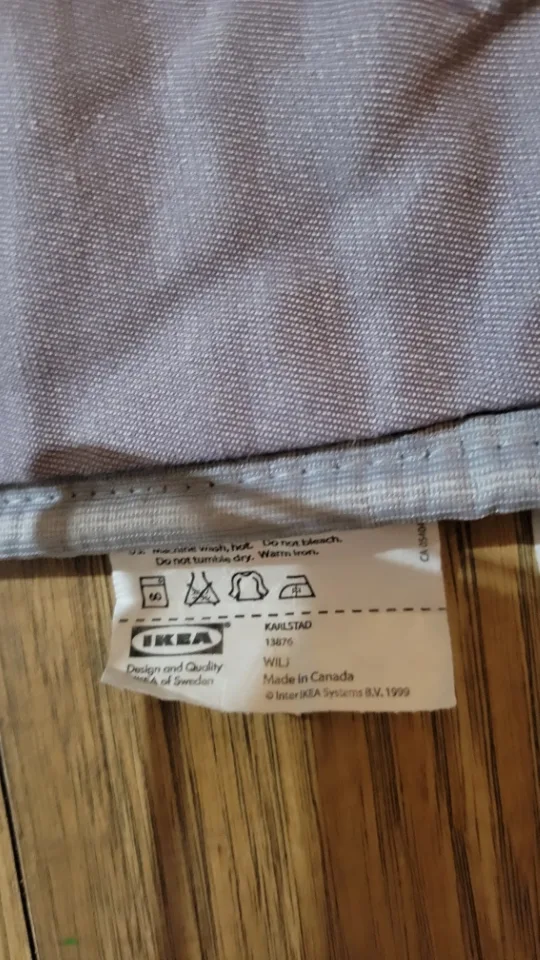 Machine wash, hot. Do not bleach.
Do not tumble dry. Warm iron.
60
IKEA
Design and Quality
IKEA of Sweden
KARLSTAD
13876
WILJ
Made in Canada
© Inter IKEA Systems B.V. 1999